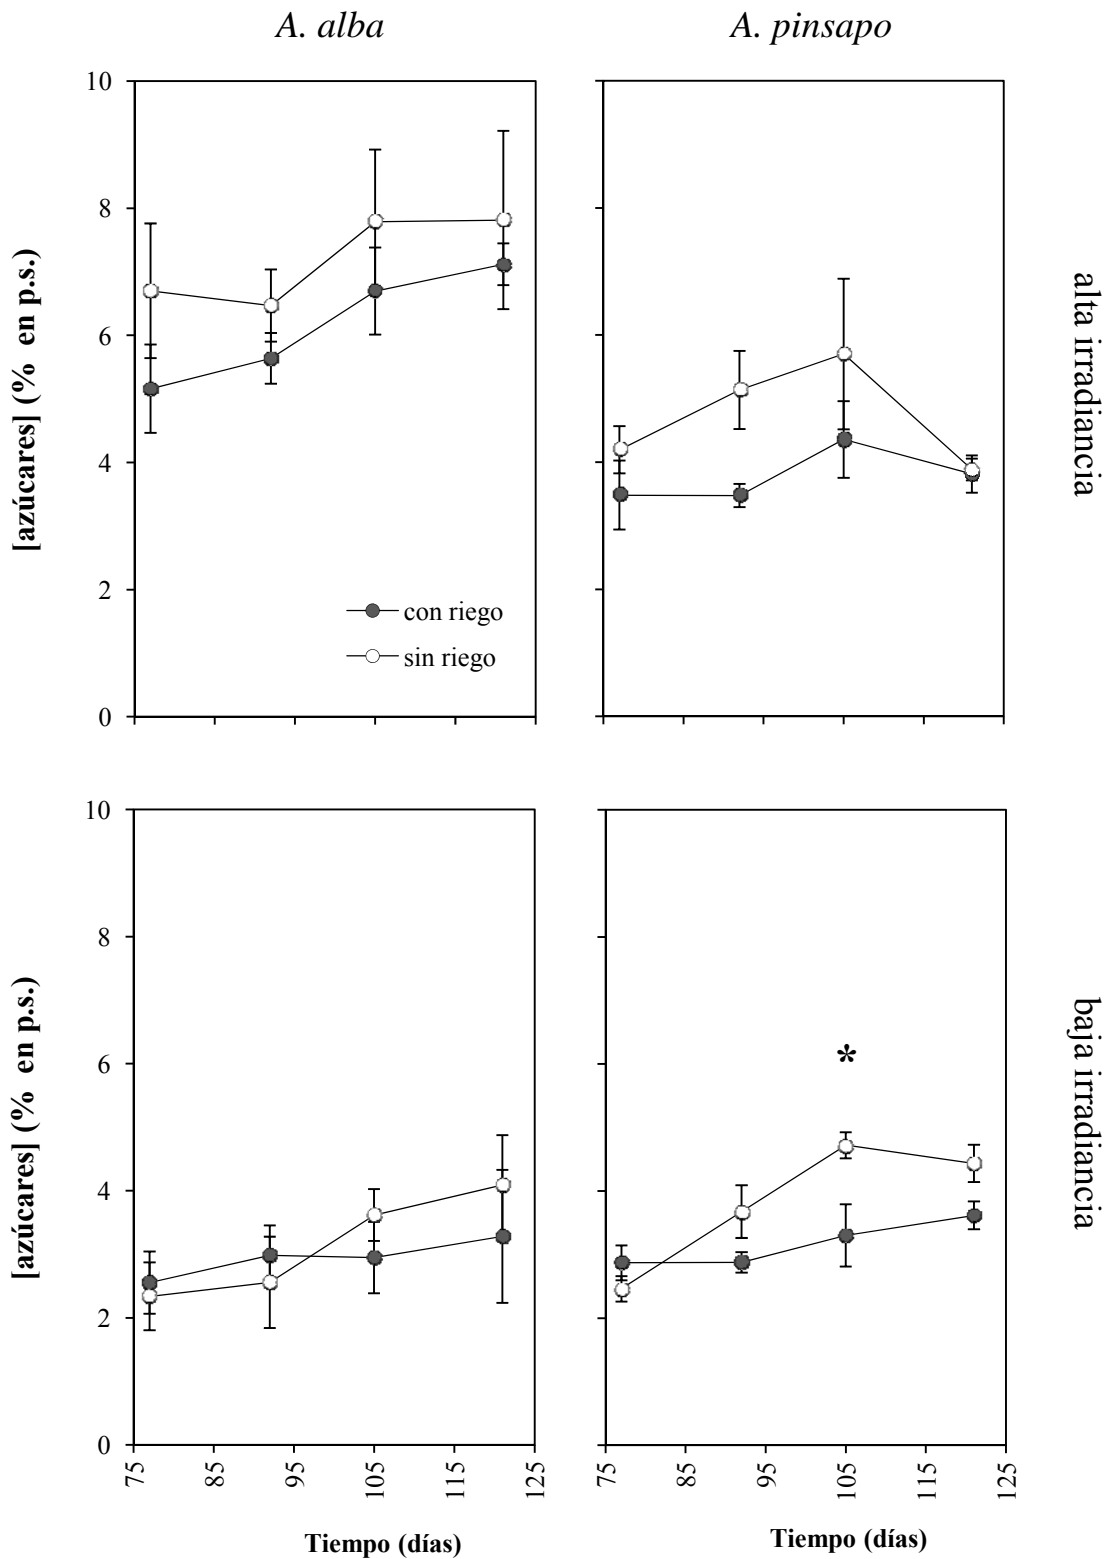 A. alba
A. pinsapo
10
8
6
4
2
0
[azúcares] (% en p.s.)
con riego
sin riego
alta irradiancia
10
8
6
4
2
0
[azúcares] (% en p.s.)
*
baja irradiancia
75
85
95
105
115
125
75
85
95
105
115
125
Tiempo (días)
Tiempo (días)